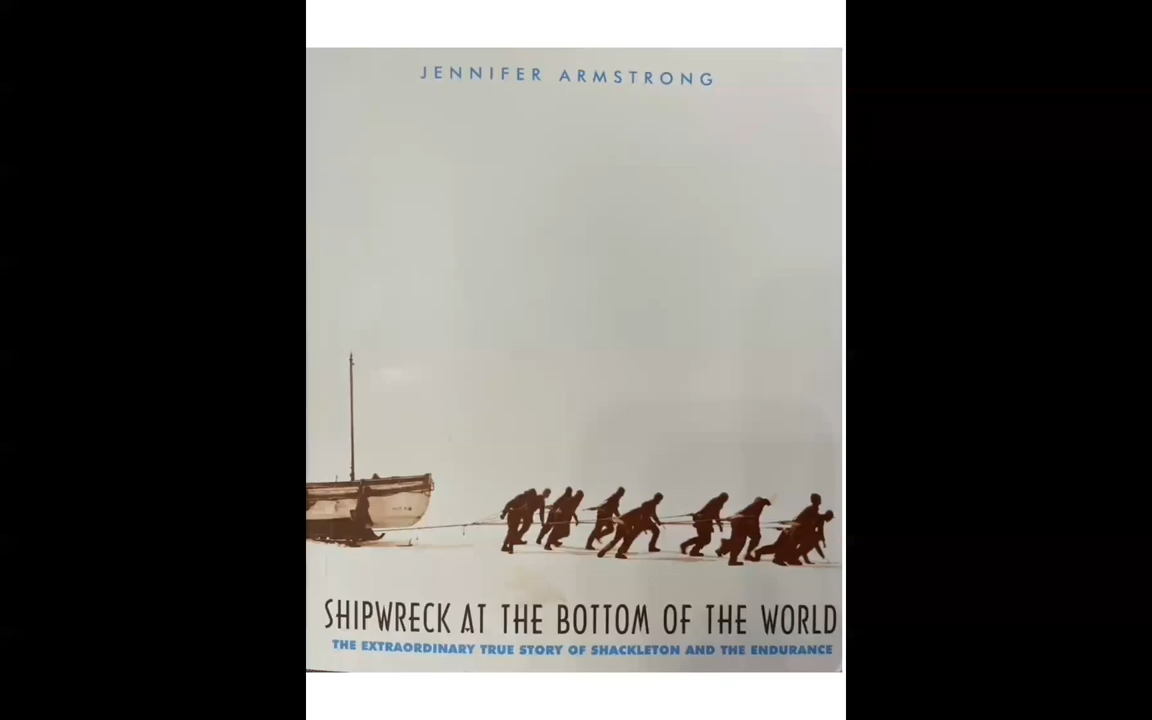 JENNIFER ARMSTRONG
SHIPWRECK AT THE BOTTOM OF THE WORLD
THE EXTRAORDINARY TRUE STORY OF SHACKLETON AND THE ENDURANCE